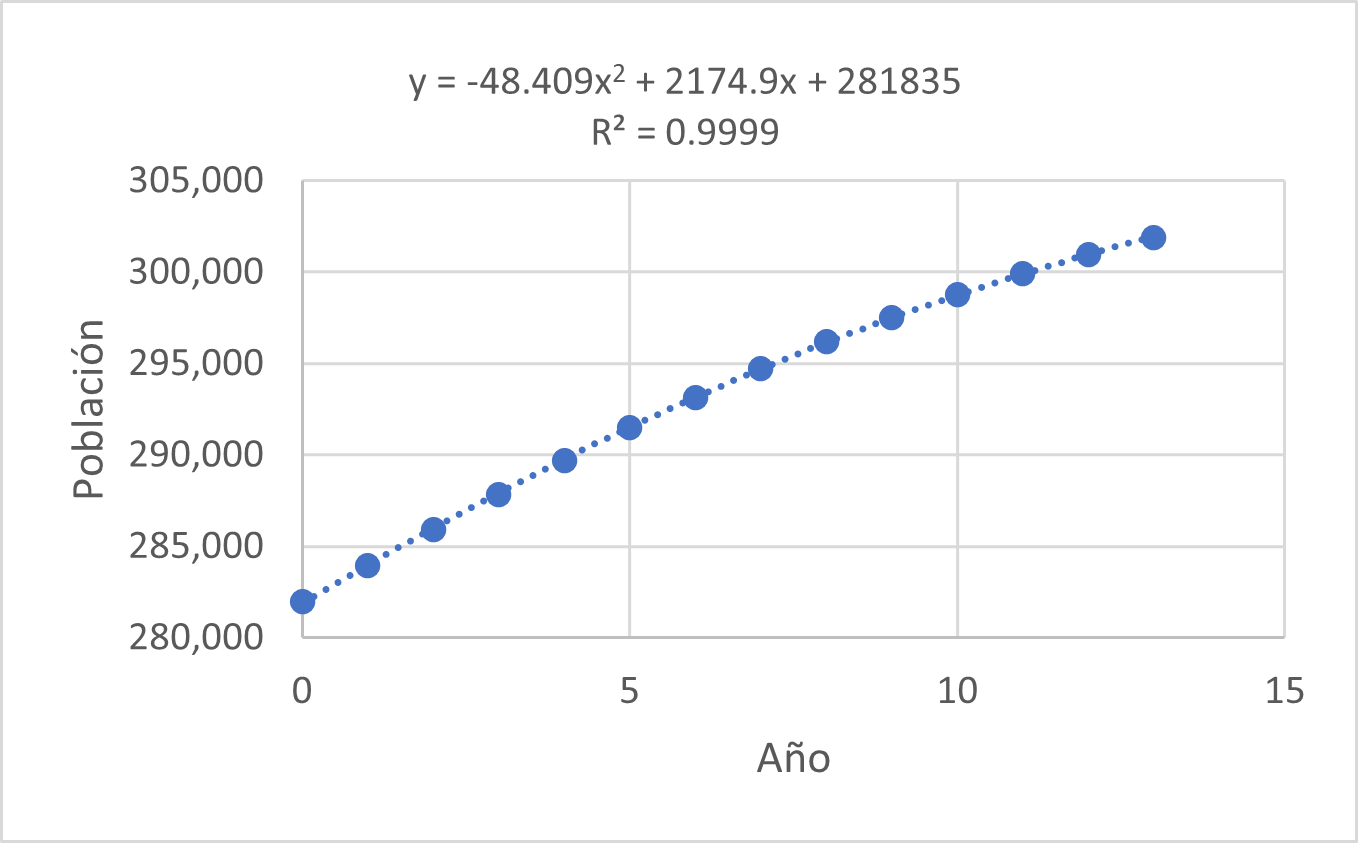 y = -48.409x² + 2174.9x + 281835
R² = 0.9999
305,000
300,000
295,000
290,000
285,000
280,000
Población
0 5 10 15
Año